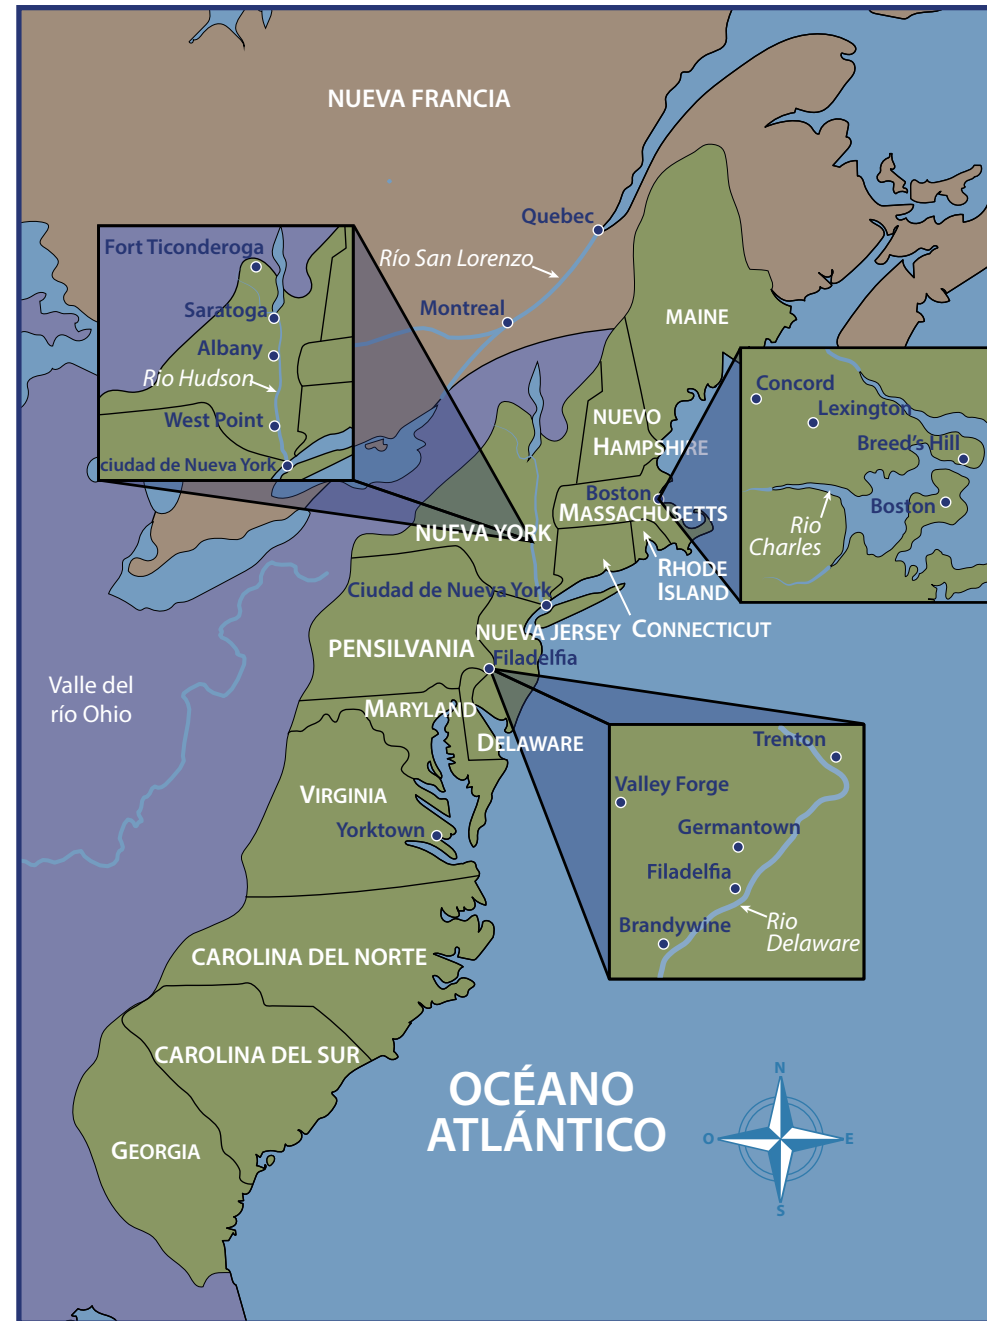 NUEVA FRANCIA
Quebec
Río San Lorenzo
Montreal
MAINE
Fort Ticonderoga
Saratoga
Albany
Rio Hudson
West Point
ciudad de Nueva York
NUEVO
HAMPSHIRE
Boston
MASSACHUSETTS
NUEVA YORK
RHODE
ISLAND
Ciudad de Nueva York
NUEVA JERSEY
CONNECTICUT
PENSILVANIA
Filadelfia
Concord
Lexington
Breed's Hill
Boston
Rio
Charles
Valle del
río Ohio
MARYLAND
DELAWARE
VIRGINIA
Yorktown
Trenton
Valley Forge
Germantown
Filadelfia
Brandywine
Rio
Delaware
CAROLINA DEL NORTE
CAROLINA DEL SUR
GEORGIA
OCÉANO
ATLÁNTICO
N
O
E
S